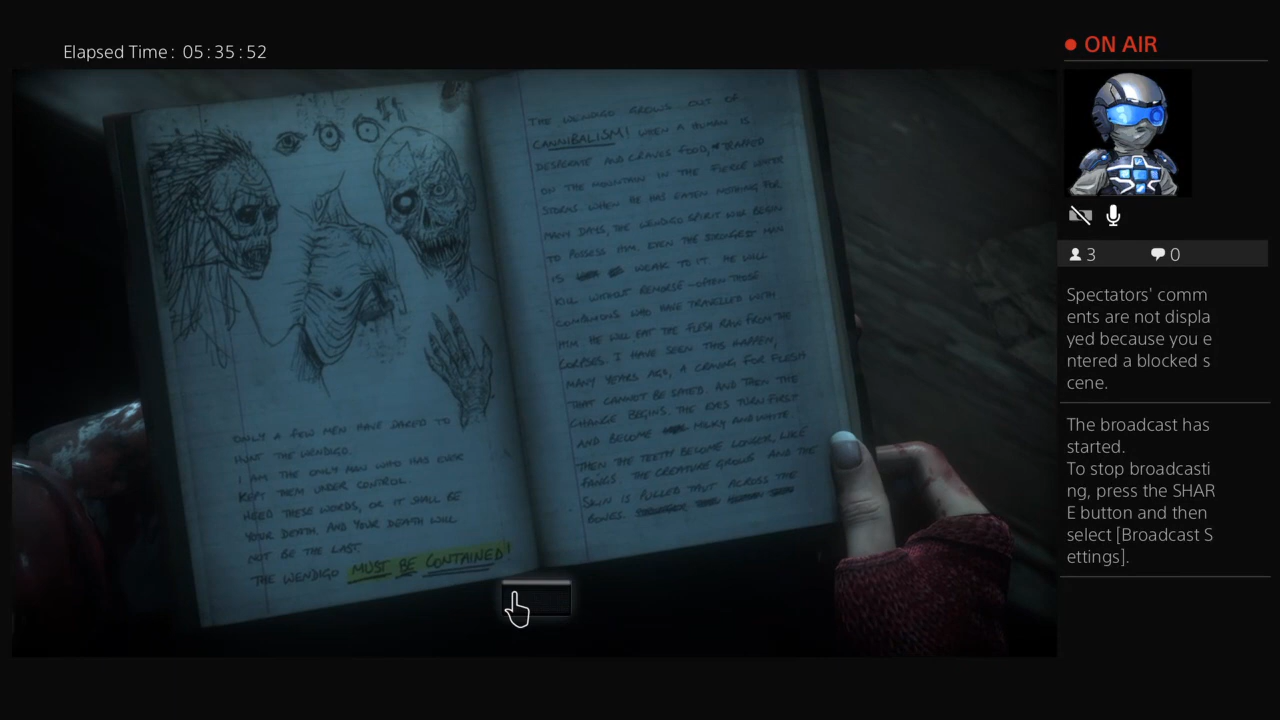 Elapsed Time: 05:35:52
ONLY A FEW MEN HAVE DARED TO
HUNT THE WENDIGO.
I AM THE ONLY MAN WHO HAS EVER
KEPT THEM UNDER CONTROL.
HEED THESE WORDS, OR IT SHALL BE
YOUR DEATH. AND YOUR DEATH WILL
NOT BE THE LAST.
THE WENDIGO MUST BE CONTAINED!
THE WENDIGO GROWS OUT OF
CANNIBALISM! WHEN A HUMAN IS
DESPERATE AND CRAVES FOOD, TRAPPED
ON THE MOUNTAIN IN THE FIERCE WINTER
STORMS. WHEN HE HAS EATEN NOTHING FOR
MANY DAYS, THE WENDIGO SPIRIT WILL BEGIN
TO POSSESS HIM. EVEN THE STRONGEST MAN
IS WEAK TO IT. HE WILL
KILL WITHOUT REMORSE - OFTEN THOSE
COMPANIONS WHO HAVE TRAVELLED WITH
HIM. HE WILL EAT THE FLESH RAW FROM THE
CORPSES. I HAVE SEEN THIS HAPPEN,
MANY YEARS AGO, A CRAVING FOR FLESH
THAT CANNOT BE SATED. AND THEN THE
CHANGE BEGINS. THE EYES TURN FIRST
AND BECOME MILKY AND WHITE.
THEN THE TEETH BECOME LONGER, LIKE
FANGS. THE CREATURE GROWS AND THE
SKIN IS PULLED TAUT ACROSS THE
BONES.
ON AIR
3 0
Spectators' comm
ents are not displa
yed because you e
ntered a blocked s
cene.
The broadcast has
started.
To stop broadcasti
ng, press the SHAR
E button and then
select [Broadcast S
ettings].